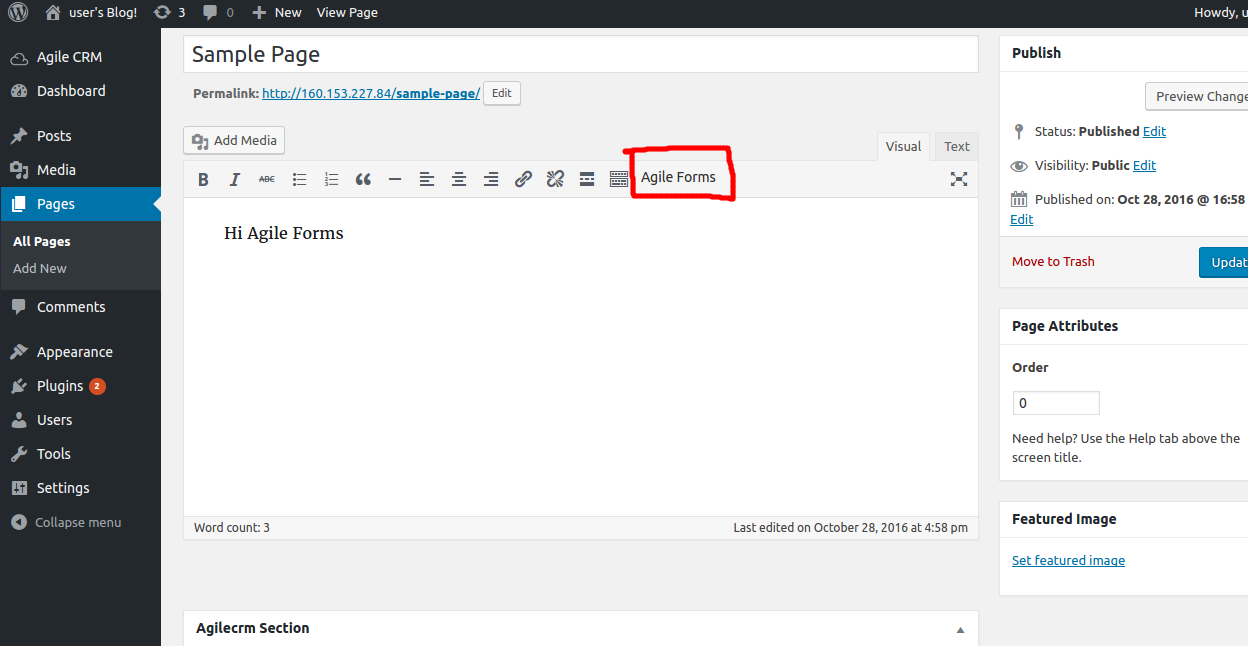 user's Blog! 3 0 New View Page Howdy, u
Agile CRM
Dashboard
Posts
Media
Pages
All Pages
Add New
Comments
Appearance
Plugins 2
Users
Tools
Settings
Collapse menu
Sample Page
Permalink: http://160.153.227.84/sample-page/ Edit
Add Media
Visual Text
B I ABC Agile Forms
Hi Agile Forms
Word count: 3 Last edited on October 28, 2016 at 4:58 pm
Agilecrm Section
Publish
Preview Change
Status: Published Edit
Visibility: Public Edit
Published on: Oct 28, 2016 @ 16:58
Edit
Move to Trash Updat
Page Attributes
Order
0
Need help? Use the Help tab above the
screen title.
Featured Image
Set featured image